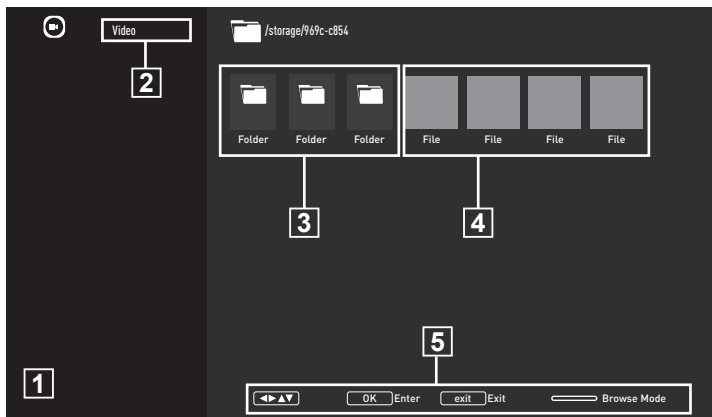 Video
/storage/969c-c854
2
Folder Folder Folder File File File File
3 4
5
1
◀▶▲▼ OK Enter exit Exit Browse Mode